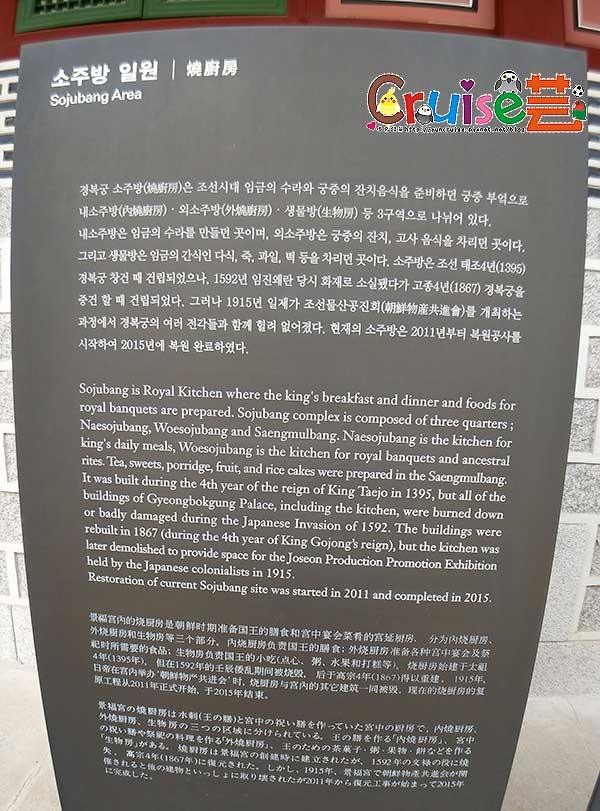 소주방 일원 | 燒廚房
Sojubang Area
Cruise芸
경복궁 소주방(燒廚房)은 조선시대 임금의 수라와 궁중의 잔치음식을 준비하던 궁중 부엌으로
내소주방(內燒廚房) · 외소주방(外燒廚房) · 생물방(生物房) 등 3구역으로 나뉘어 있다.
내소주방은 임금의 수라를 만들던 곳이며, 외소주방은 궁중의 잔치, 고사 음식을 차리던 곳이다.
그리고 생물방은 임금의 간식인 다식, 죽, 과일, 떡 등을 차리던 곳이다. 소주방은 조선 태조4년(1395)
경복궁 창건 때 건립되었으나, 1592년 임진왜란 당시 화재로 소실됐다가 고종4년(1867) 경복궁을
중건 할 때 건립되었다. 그러나 1915년 일제가 조선물산공진회(朝鮮物産共進會)를 개최하는
과정에서 경복궁의 여러 전각들과 함께 헐려 없어졌다. 현재의 소주방은 2011년부터 복원공사를
시작하여 2015년에 복원 완료하였다.
Sojubang is Royal Kitchen where the king's breakfast and dinner and foods for
royal banquets are prepared. Sojubang complex is composed of three quarters ;
Naesojubang, Woesojubang and Saengmulbang. Naesojubang is the kitchen for
king's daily meals, Woesojubang is the kitchen for royal banquets and ancestral
rites. Tea, sweets, porridge, fruit, and rice cakes were prepared in the Saengmulbang.
It was built during the 4th year of the reign of King Taejo in 1395, but all of the
buildings of Gyeongbokgung Palace, including the kitchen, were burned down
or badly damaged during the Japanese Invasion of 1592. The buildings were
rebuilt in 1867 (during the 4th year of King Gojong's reign), but the kitchen was
later demolished to provide space for the Joseon Production Promotion Exhibition
held by the Japanese colonialists in 1915.
Restoration of current Sojubang site was started in 2011 and completed in 2015.
景福宫内的烧厨房是朝鲜时期准备国王的膳食和宫中宴会菜肴的宫廷厨房. 分为内烧厨房、
外烧厨房和生物房等三个部分。内烧厨房负责国王的膳食; 外烧厨房准备各种宫中宴会及祭
祀时所需要的食品; 生物房负责国王的小吃(点心、粥、水果和打糕等)。烧厨房始建于太祖
4年(1395年), 但在1592年的壬辰倭乱期间被烧毁, 后于高宗4年(1867)得以重建。1915年,
日帝在宫内举办'朝鲜物产共进会'时, 烧厨房与宫内的其它建筑一同被毁, 现在的烧厨房的复
原工程从2011年正式开始, 于2015年结束。
景福宮の燒厨房は水剌(王の膳)と宮中の祝い膳を作っていた宮中の厨房で、内燒厨房、
外燒厨房、生物房の三つの区域に分けられている。王の膳を作る「内燒厨房」、宮中
の祝い膳や祭祀の料理を作る「外燒厨房」、王のための茶菓子·粥·果物·餅などを作る
「生物房」がある。燒厨房は景福宮の創建時に建立されたが、1592年の文禄の役に焼
失、高宗4年(1867年)に復元された。しかし、1915年、景福宮で朝鮮物産共進会が開
催されると他の建物といっしょに取り壊されたが2011年から復元工事が始まって2015年
に完成した。